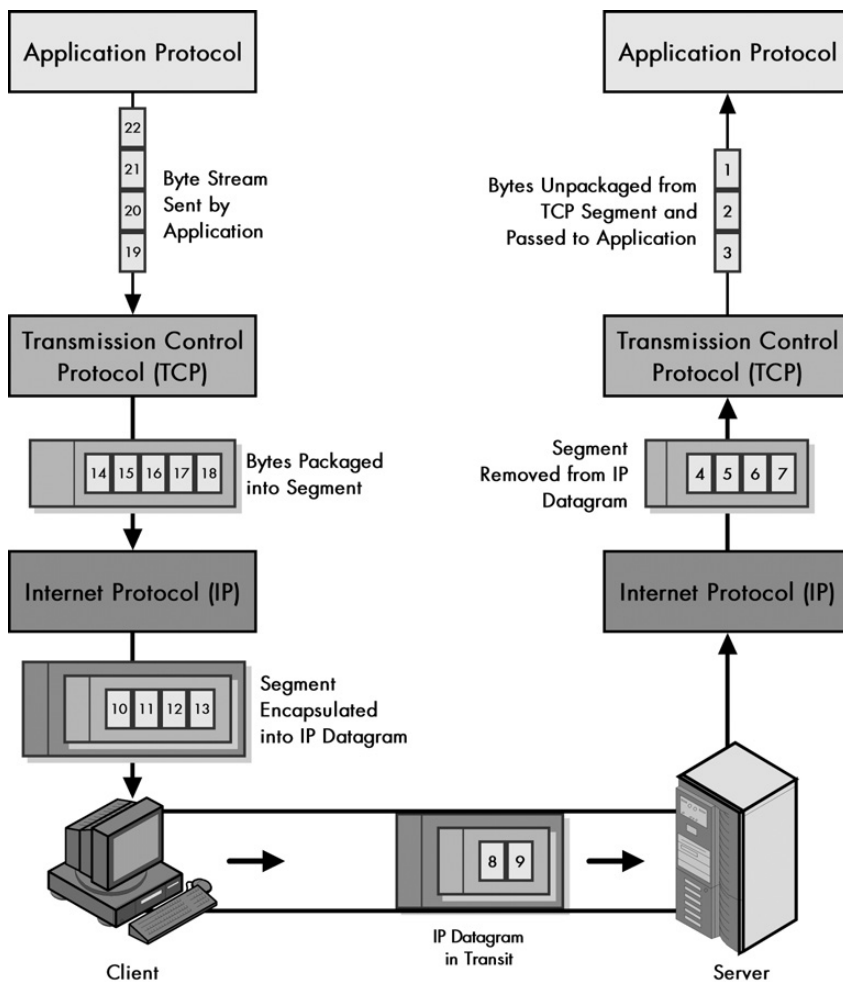 Application Protocol
22
21
20
19
Byte Stream
Sent by
Application
Transmission Control
Protocol (TCP)
14 15 16 17 18
Bytes Packaged
into Segment
Internet Protocol (IP)
10 11 12 13
Segment
Encapsulated
into IP Datagram
Client
8 9
IP Datagram
in Transit
Application Protocol
Bytes Unpackaged from
TCP Segment and
Passed to Application
1
2
3
Transmission Control
Protocol (TCP)
Segment
Removed from IP
Datagram
4 5 6 7
Internet Protocol (IP)
Server